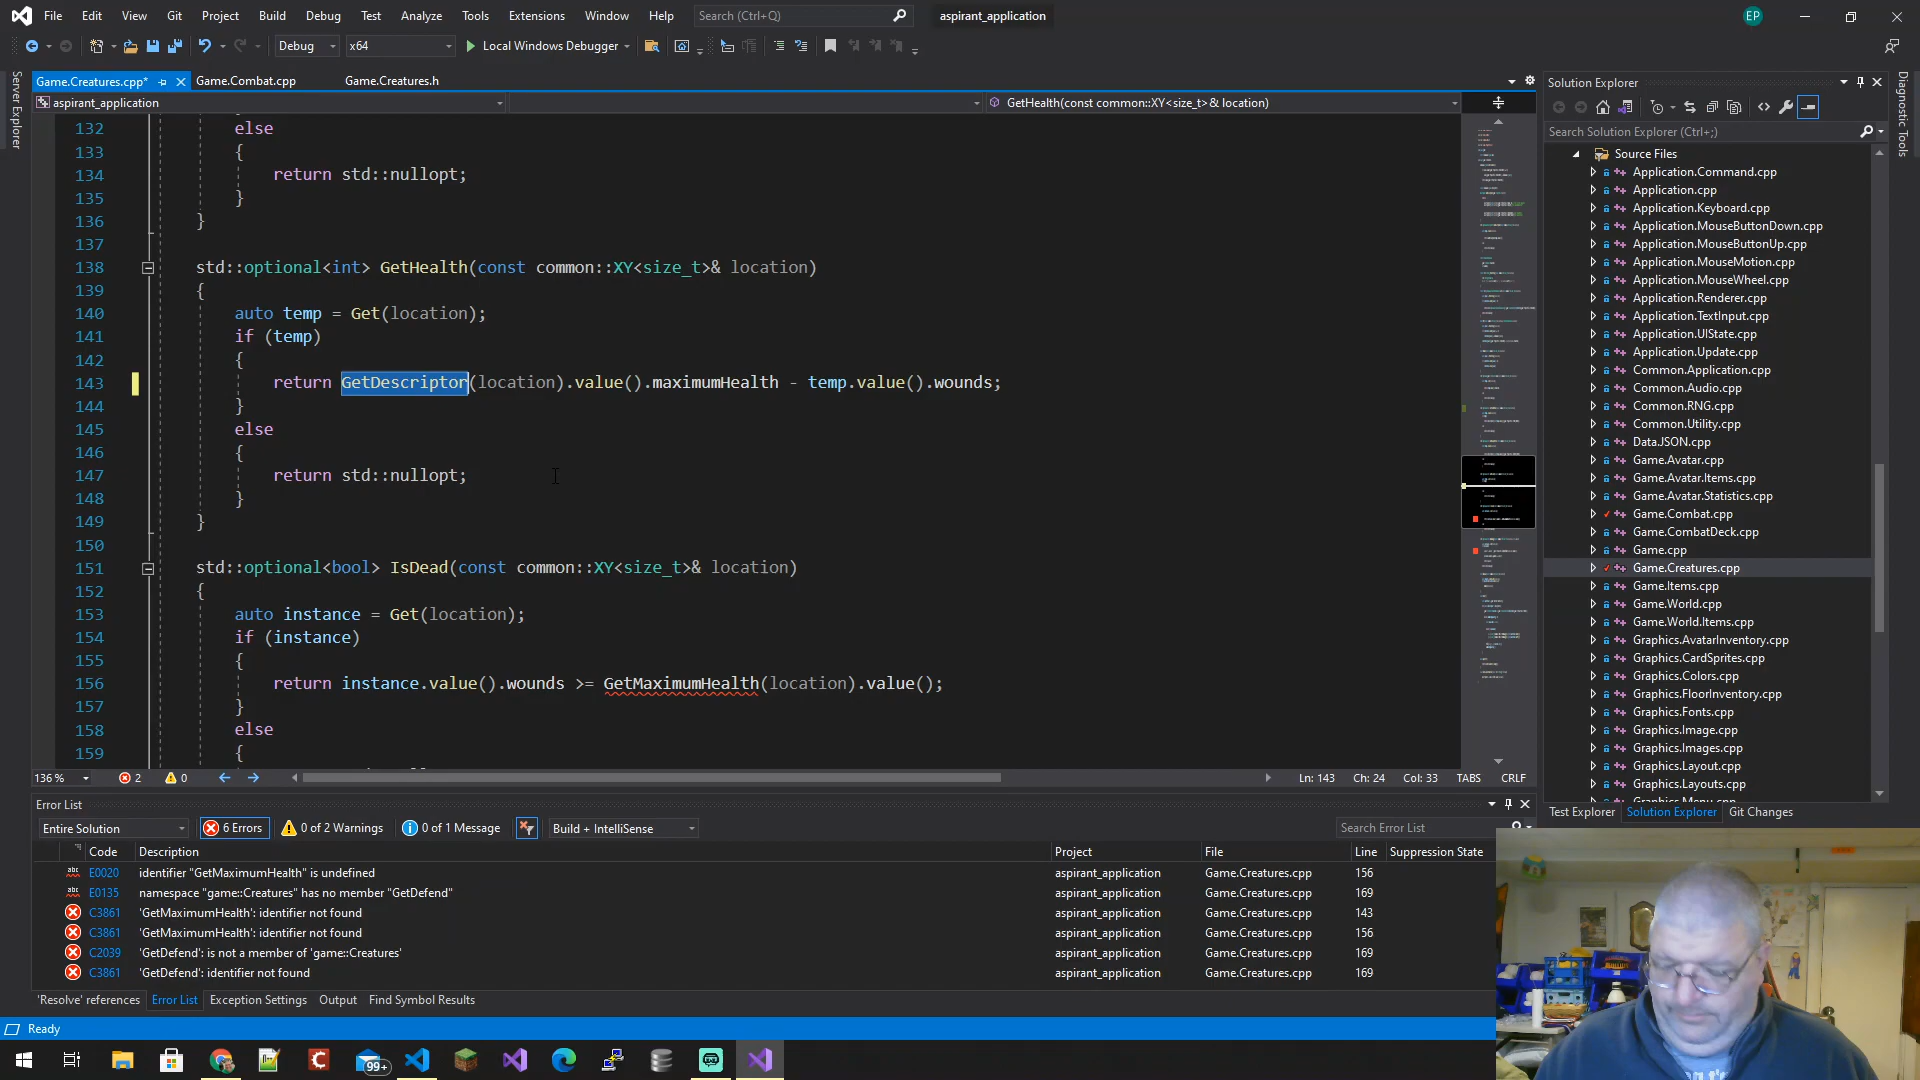 File Edit View Git Project Build Debug Test Analyze Tools Extensions Window Help Search (Ctrl+Q) aspirant_application EP
Debug x64 Local Windows Debugger
Game.Creatures.cpp* Game.Combat.cpp Game.Creatures.h
aspirant_application GetHealth(const common::XY<size_t>& location)
Server Explorer
132 else
133 {
134 return std::nullopt;
135 }
136 }
137
138 std::optional<int> GetHealth(const common::XY<size_t>& location)
139 {
140 auto temp = Get(location);
141 if (temp)
142 {
143 return GetDescriptor(location).value().maximumHealth - temp.value().wounds;
144 }
145 else
146 {
147 return std::nullopt;
148 }
149 }
150
151 std::optional<bool> IsDead(const common::XY<size_t>& location)
152 {
153 auto instance = Get(location);
154 if (instance)
155 {
156 return instance.value().wounds >= GetMaximumHealth(location).value();
157 }
158 else
159 {
136 % 2 0 Ln: 143 Ch: 24 Col: 33 TABS CRLF
Solution Explorer
Search Solution Explorer (Ctrl+;)
Source Files
Application.Command.cpp
Application.cpp
Application.Keyboard.cpp
Application.MouseButtonDown.cpp
Application.MouseButtonUp.cpp
Application.MouseMotion.cpp
Application.MouseWheel.cpp
Application.Renderer.cpp
Application.TextInput.cpp
Application.UIState.cpp
Application.Update.cpp
Common.Application.cpp
Common.Audio.cpp
Common.RNG.cpp
Common.Utility.cpp
Data.JSON.cpp
Game.Avatar.cpp
Game.Avatar.Items.cpp
Game.Avatar.Statistics.cpp
Game.Combat.cpp
Game.CombatDeck.cpp
Game.cpp
Game.Creatures.cpp
Game.Items.cpp
Game.World.cpp
Game.World.Items.cpp
Graphics.AvatarInventory.cpp
Graphics.CardSprites.cpp
Graphics.Colors.cpp
Graphics.FloorInventory.cpp
Graphics.Fonts.cpp
Graphics.Image.cpp
Graphics.Images.cpp
Graphics.Layout.cpp
Graphics.Layouts.cpp
Graphics.Menu.cpp
Test Explorer Solution Explorer Git Changes
Diagnostic Tools
Error List
Entire Solution 6 Errors 0 of 2 Warnings 0 of 1 Message Build + IntelliSense Search Error List
Code Description Project File Line Suppression State
abc E0020 identifier "GetMaximumHealth" is undefined aspirant_application Game.Creatures.cpp 156
abc E0135 namespace "game::Creatures" has no member "GetDefend" aspirant_application Game.Creatures.cpp 169
C3861 'GetMaximumHealth': identifier not found aspirant_application Game.Creatures.cpp 143
C3861 'GetMaximumHealth': identifier not found aspirant_application Game.Creatures.cpp 156
C2039 'GetDefend': is not a member of 'game::Creatures' aspirant_application Game.Creatures.cpp 169
C3861 'GetDefend': identifier not found aspirant_application Game.Creatures.cpp 169
'Resolve' references Error List Exception Settings Output Find Symbol Results
Ready
99+